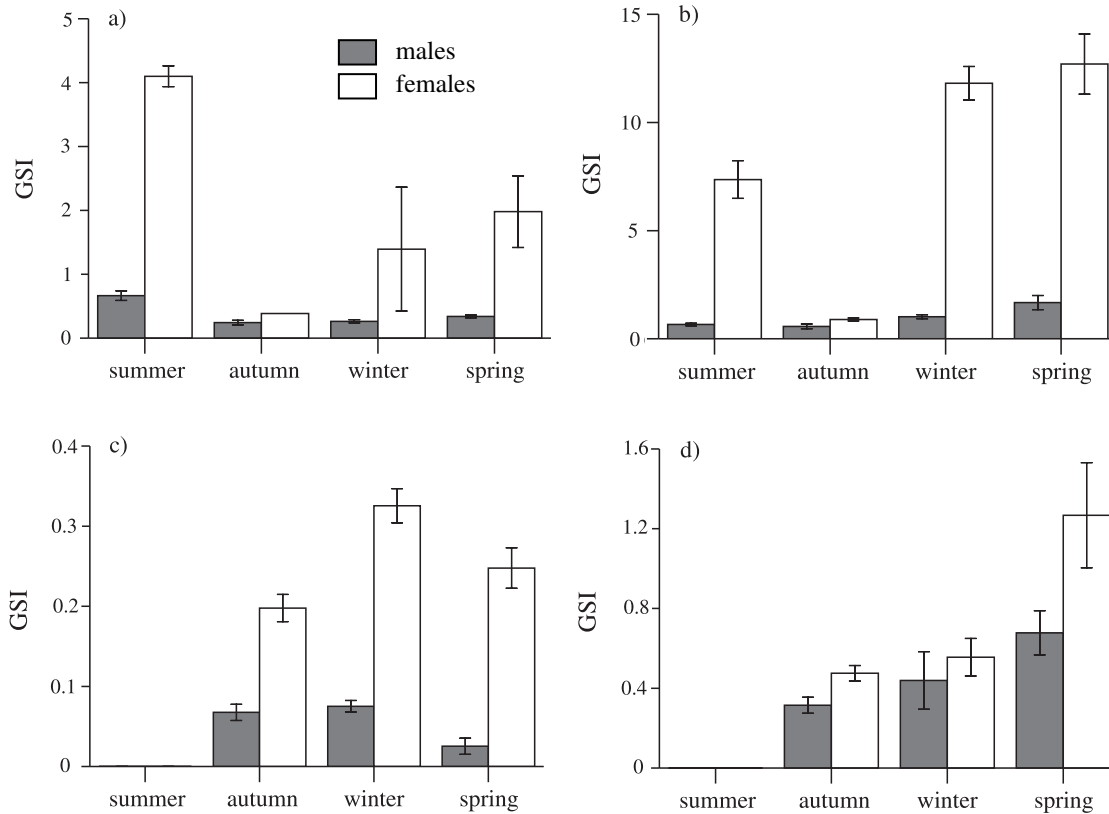 a)
5
4
3
2
1
0
GSI
males
females
summer autumn winter spring
b)
15
10
5
0
GSI
summer autumn winter spring
c)
0.4
0.3
0.2
0.1
0
GSI
summer autumn winter spring
d)
1.6
1.2
0.8
0.4
0
GSI
summer autumn winter spring